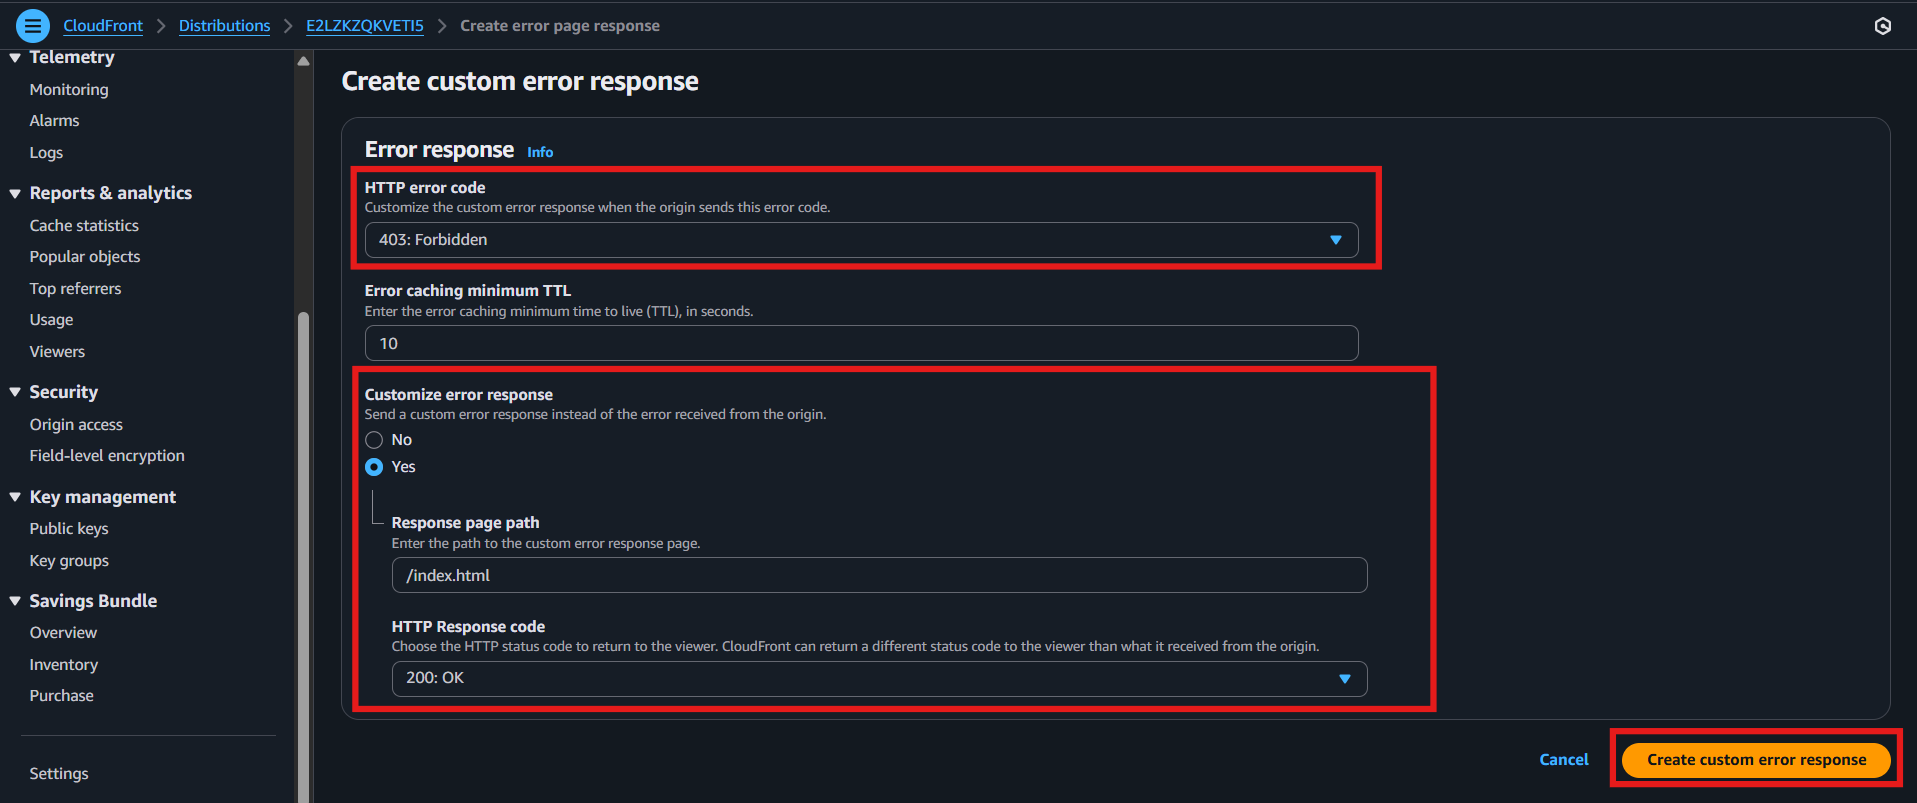 CloudFront > Distributions > E2LZKZQKVETI5 > Create error page response
Telemetry
Monitoring
Alarms
Logs
Reports & analytics
Cache statistics
Popular objects
Top referrers
Usage
Viewers
Security
Origin access
Field-level encryption
Key management
Public keys
Key groups
Savings Bundle
Overview
Inventory
Purchase
Settings
Create custom error response
Error response Info
HTTP error code
Customize the custom error response when the origin sends this error code.
403: Forbidden
Error caching minimum TTL
Enter the error caching minimum time to live (TTL), in seconds.
10
Customize error response
Send a custom error response instead of the error received from the origin.
No
Yes
Response page path
Enter the path to the custom error response page.
/index.html
HTTP Response code
Choose the HTTP status code to return to the viewer. CloudFront can return a different status code to the viewer than what it received from the origin.
200: OK
Cancel
Create custom error response